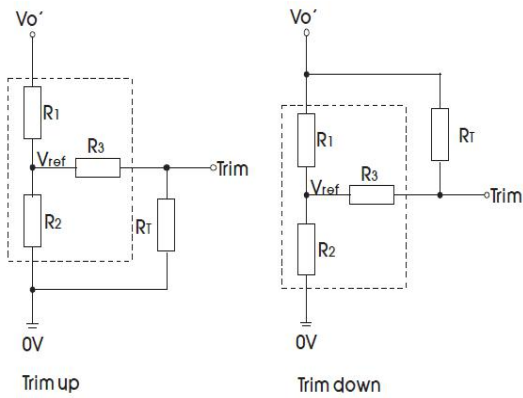 Vo´
R1
Vref
R3
Trim
R2
RT
0V
Trim up
Vo´
R1
RT
R3
Vref
Trim
R2
0V
Trim down